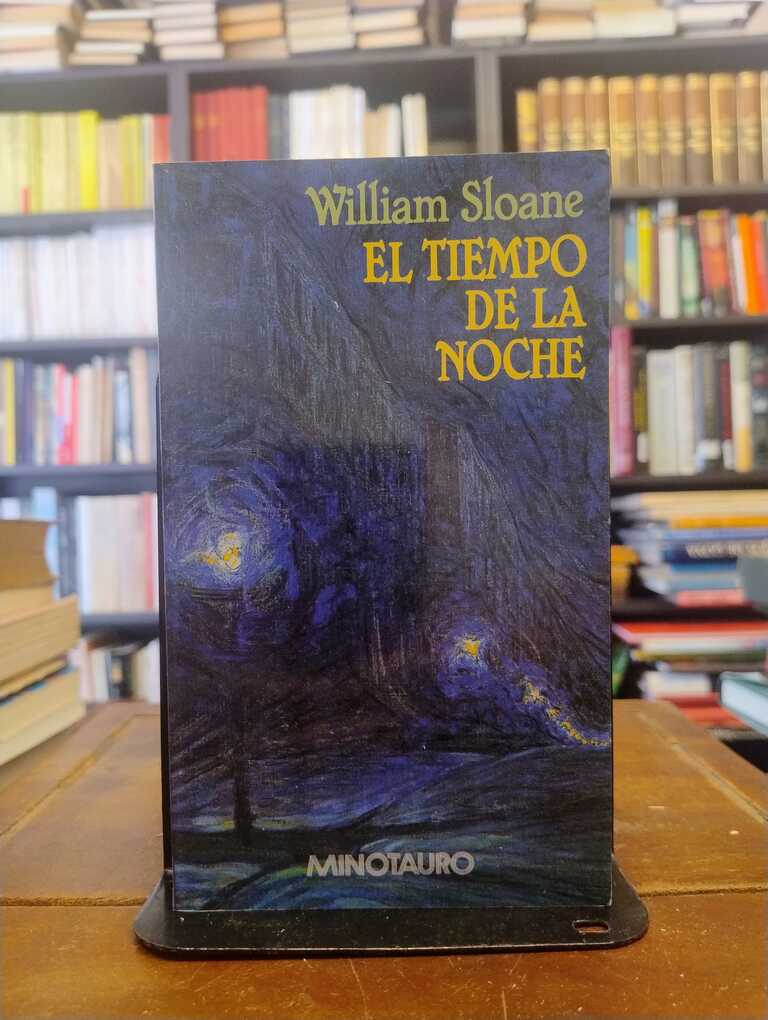 William Sloane
EL TIEMPO
DE LA
NOCHE
MINOTAURO